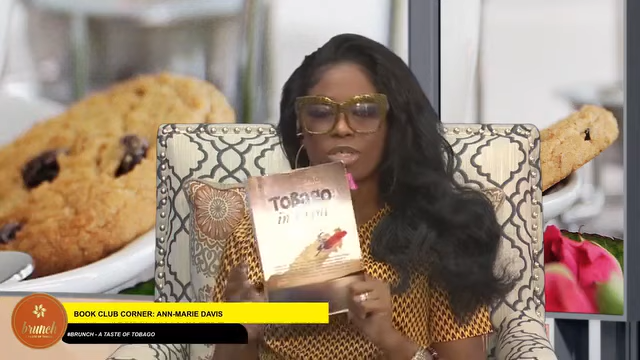 TOBAGO
in
BOOK CLUB CORNER: ANN-MARIE DAVIS
brunch
#BRUNCH - A TASTE OF TOBAGO